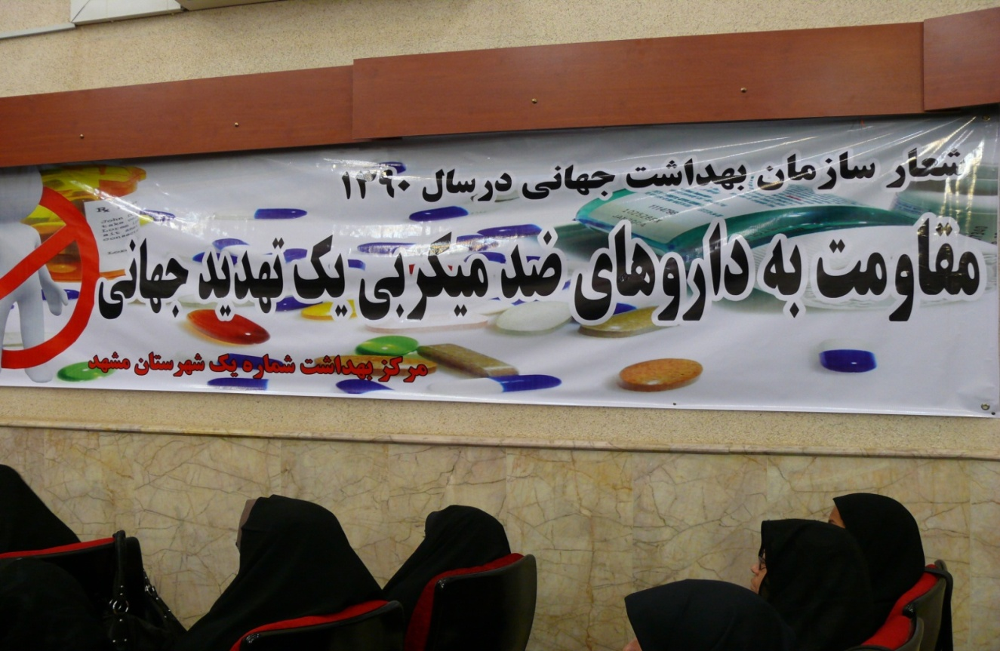 شعار سازمان بهداشت جهانی در سال ۱۳۹۰
مقاومت به داروهای ضد میکربی یک تهدید جهانی
مرکز بهداشت شماره یک شهرستان مشهد